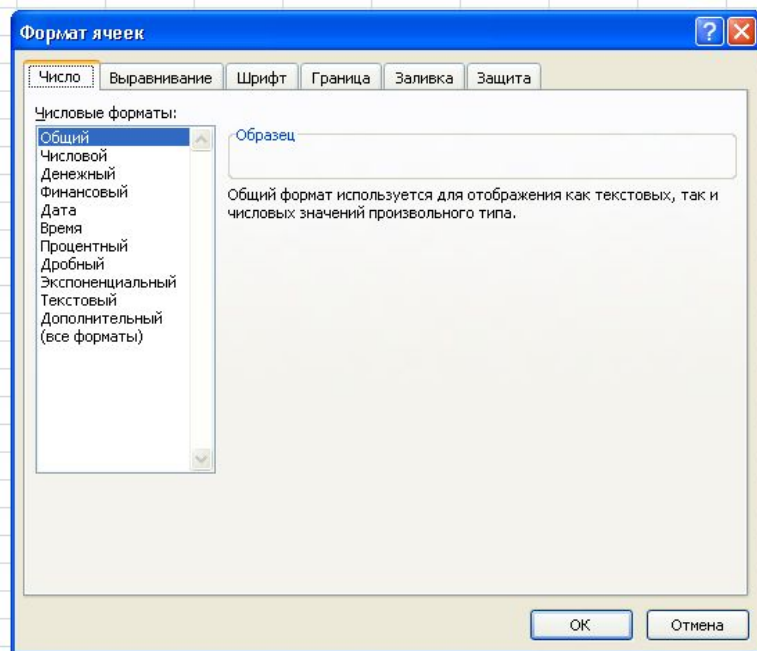 Формат ячеек
Число Выравнивание Шрифт Граница Заливка Защита
Числовые форматы:
Общий
Числовой
Денежный
Финансовый
Дата
Время
Процентный
Дробный
Экспоненциальный
Текстовый
Дополнительный
(все форматы)
Образец
Общий формат используется для отображения как текстовых, так и
числовых значений произвольного типа.
ОК Отмена